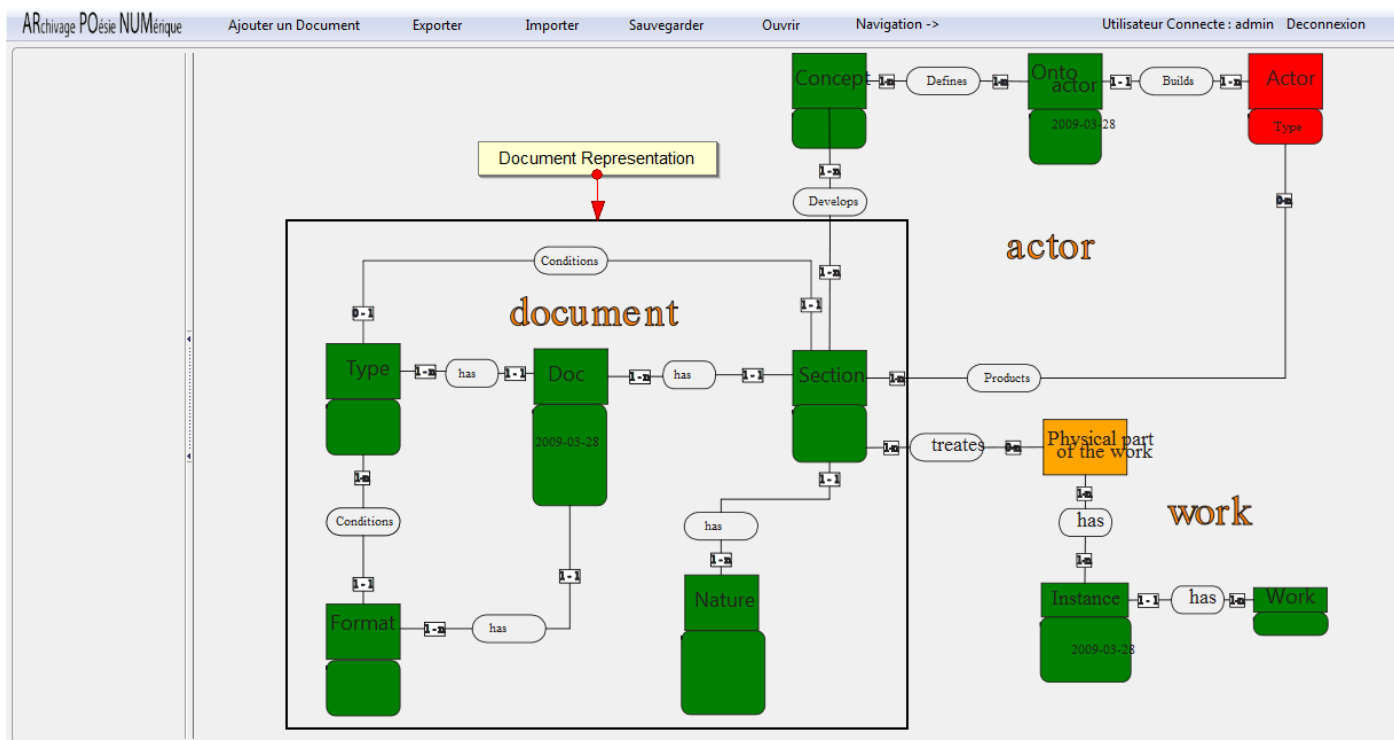 ARchivage POésie NUMérique Ajouter un Document Exporter Importer Sauvegarder Ouvrir Navigation -> Utilisateur Connecte : admin Deconnexion
Concept 1-n Defines 1-n Onto actor 1-1 Builds 1-n Actor
2009-03-28 Type
Document Representation
1-n
Develops 0-n
actor
Conditions
1-n
0-1 document 1-1
Type 1-n has 1-1 Doc 1-n has 1-1 Section 1-n Products
2009-03-28
1-n treates 0-n Physical part
of the work
1-n 1-1
1-n
Conditions has has work
1-n 1-n
1-1 1-1
Format Nature Instance 1-1 has 1-n Work
1-n has
2009-03-28